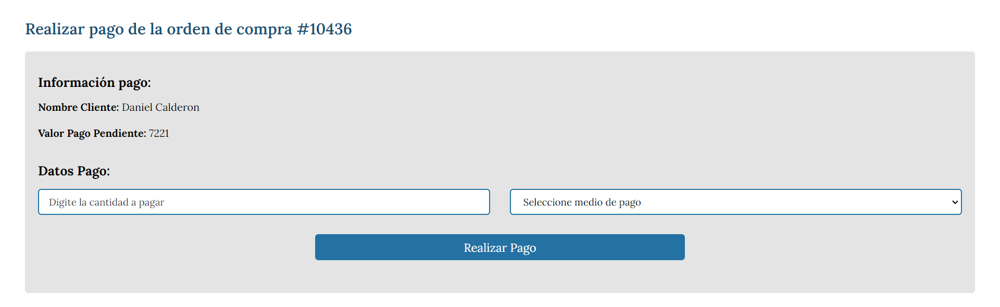 Realizar pago de la orden de compra #10436
Información pago:
Nombre Cliente: Daniel Calderon
Valor Pago Pendiente: 7221
Datos Pago:
Digite la cantidad a pagar
Seleccione medio de pago
Realizar Pago